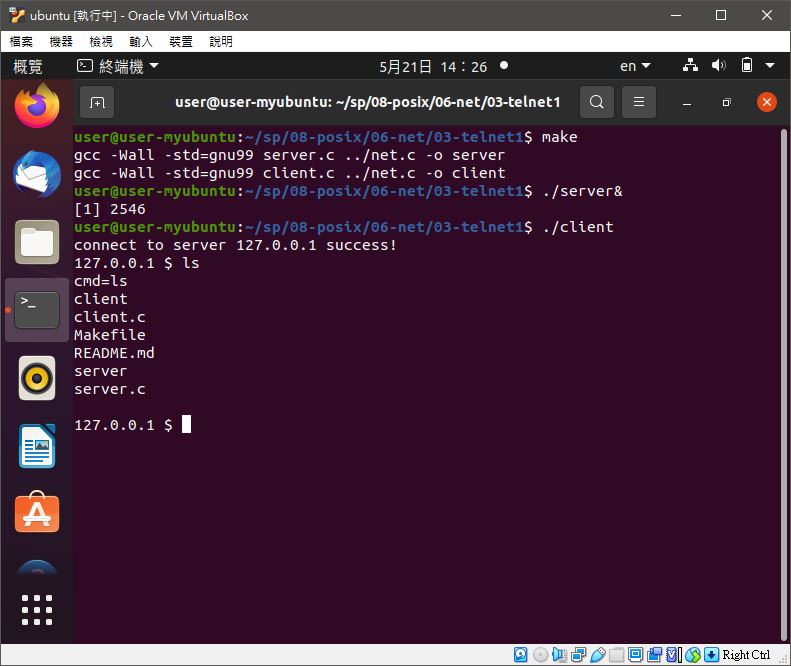 ubuntu [執行中] - Oracle VM VirtualBox
檔案 機器 檢視 輸入 裝置 說明
概覽 終端機 5月21日 14：26 en
user@user-myubuntu: ~/sp/08-posix/06-net/03-telnet1
user@user-myubuntu:~/sp/08-posix/06-net/03-telnet1$ make
gcc -Wall -std=gnu99 server.c ../net.c -o server
gcc -Wall -std=gnu99 client.c ../net.c -o client
user@user-myubuntu:~/sp/08-posix/06-net/03-telnet1$ ./server&
[1] 2546
user@user-myubuntu:~/sp/08-posix/06-net/03-telnet1$ ./client
connect to server 127.0.0.1 success!
127.0.0.1 $ ls
cmd=ls
client
client.c
Makefile
README.md
server
server.c
127.0.0.1 $
Right Ctrl